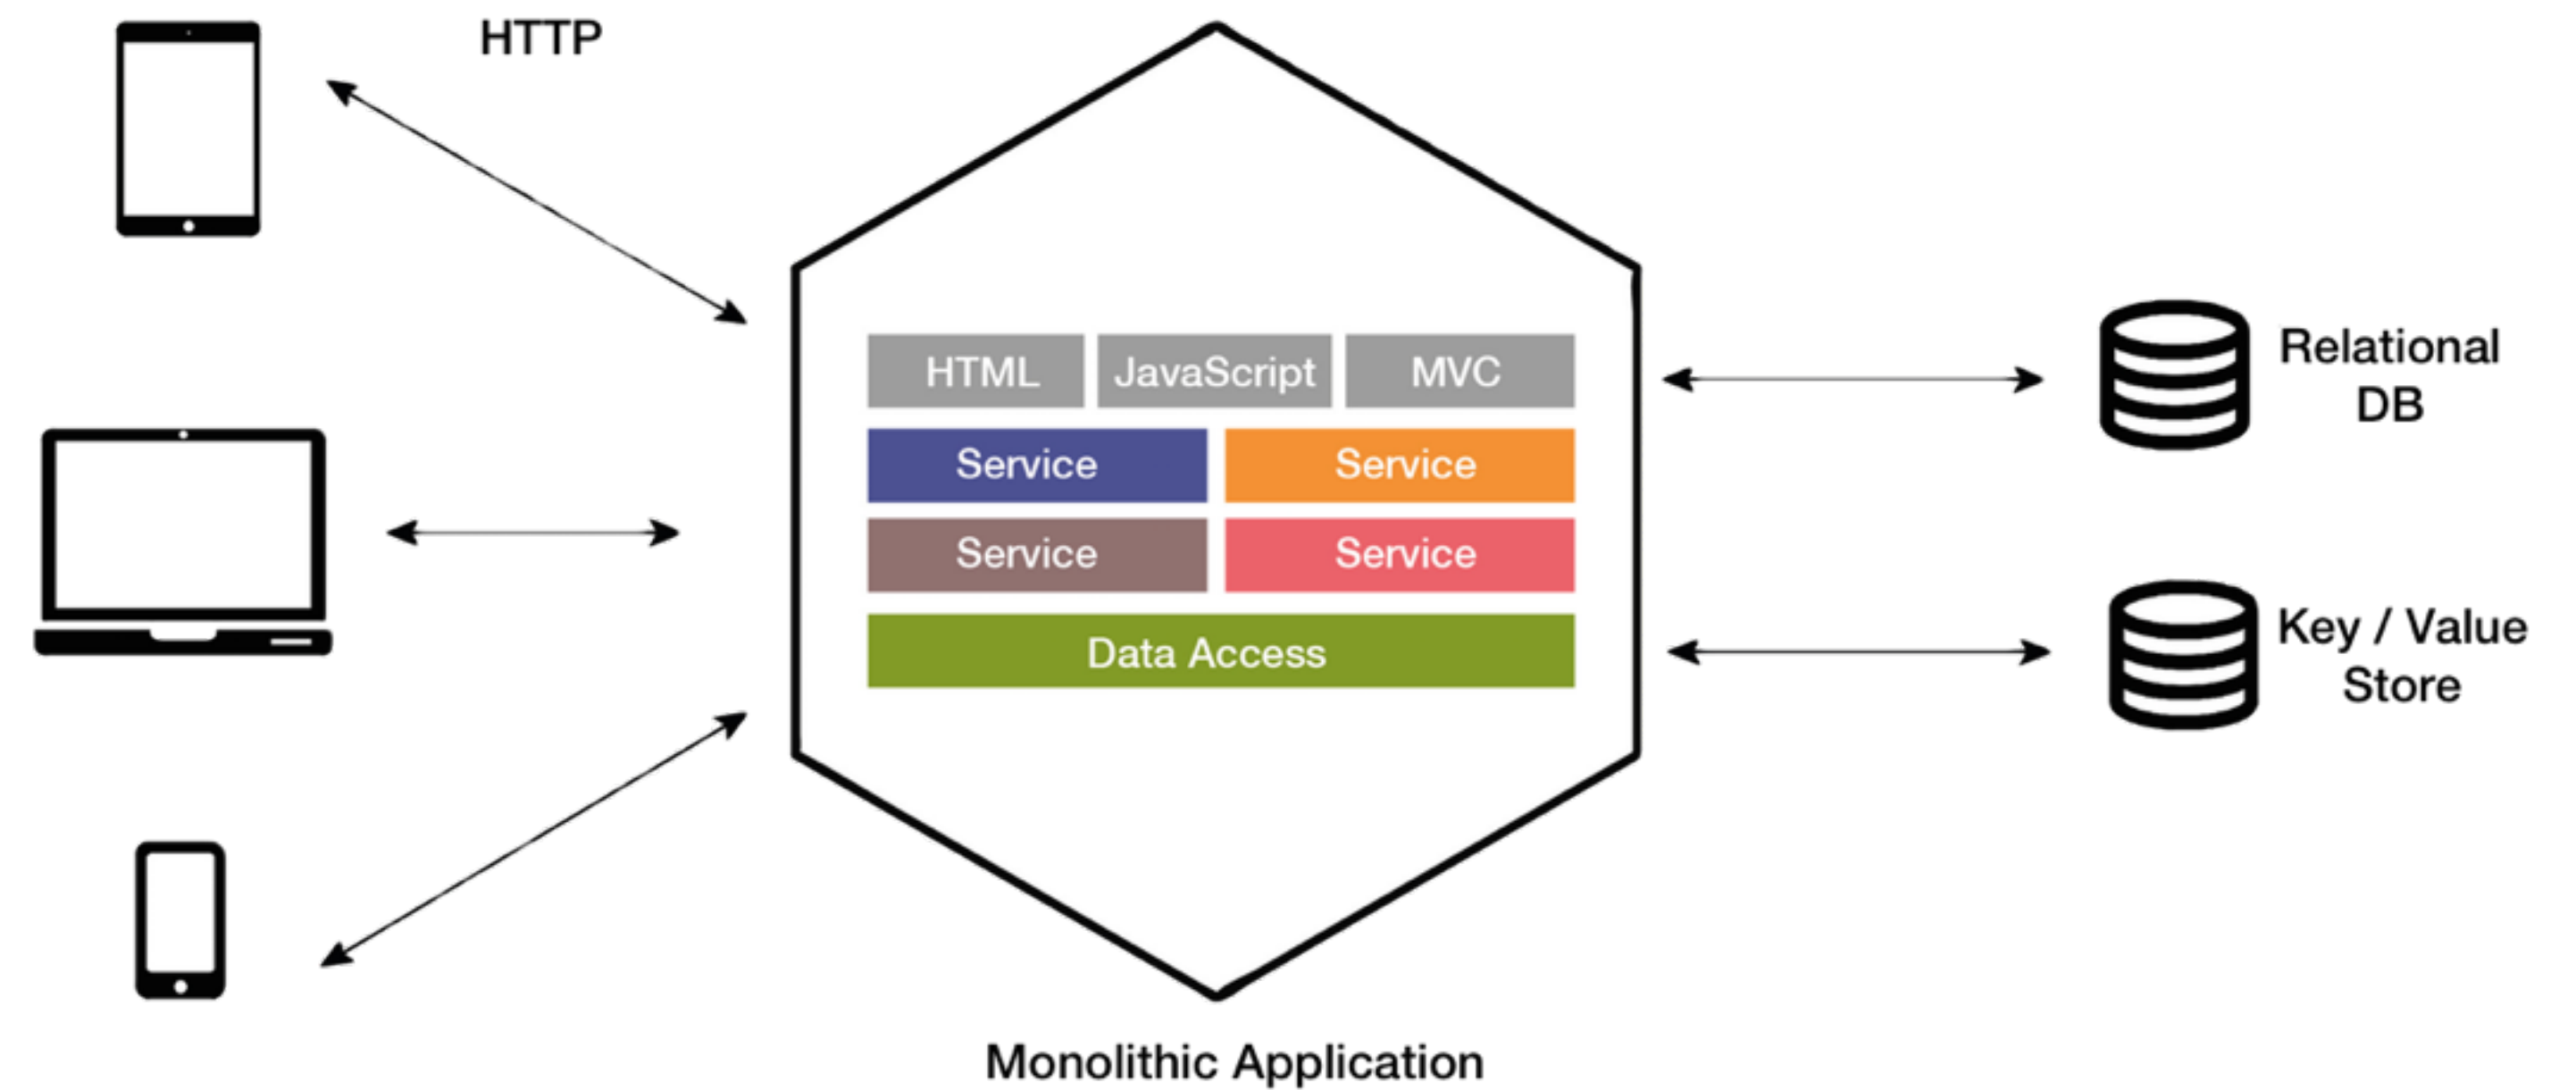 HTTP
HTML JavaScript MVC
Service Service
Service Service
Data Access
Relational
DB
Key / Value
Store
Monolithic Application